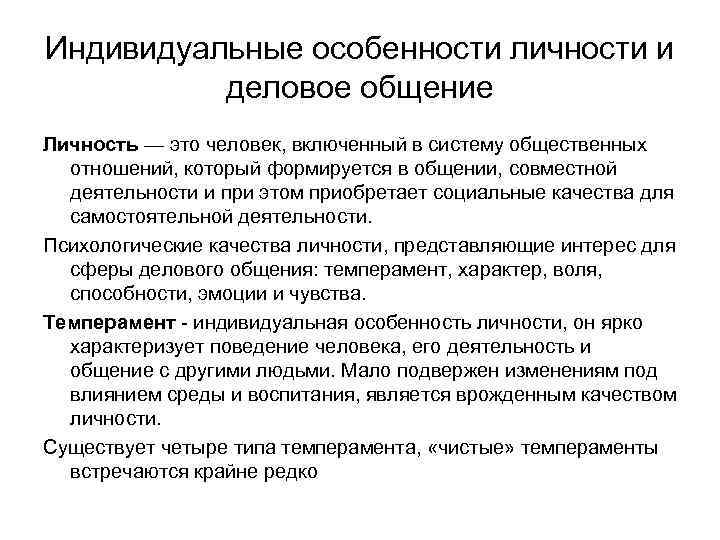 Индивидуальные особенности личности и
деловое общение
Личность — это человек, включенный в систему общественных
отношений, который формируется в общении, совместной
деятельности и при этом приобретает социальные качества для
самостоятельной деятельности.
Психологические качества личности, представляющие интерес для
сферы делового общения: темперамент, характер, воля,
способности, эмоции и чувства.
Темперамент - индивидуальная особенность личности, он ярко
характеризует поведение человека, его деятельность и
общение с другими людьми. Мало подвержен изменениям под
влиянием среды и воспитания, является врожденным качеством
личности.
Существует четыре типа темперамента, «чистые» темпераменты
встречаются крайне редко